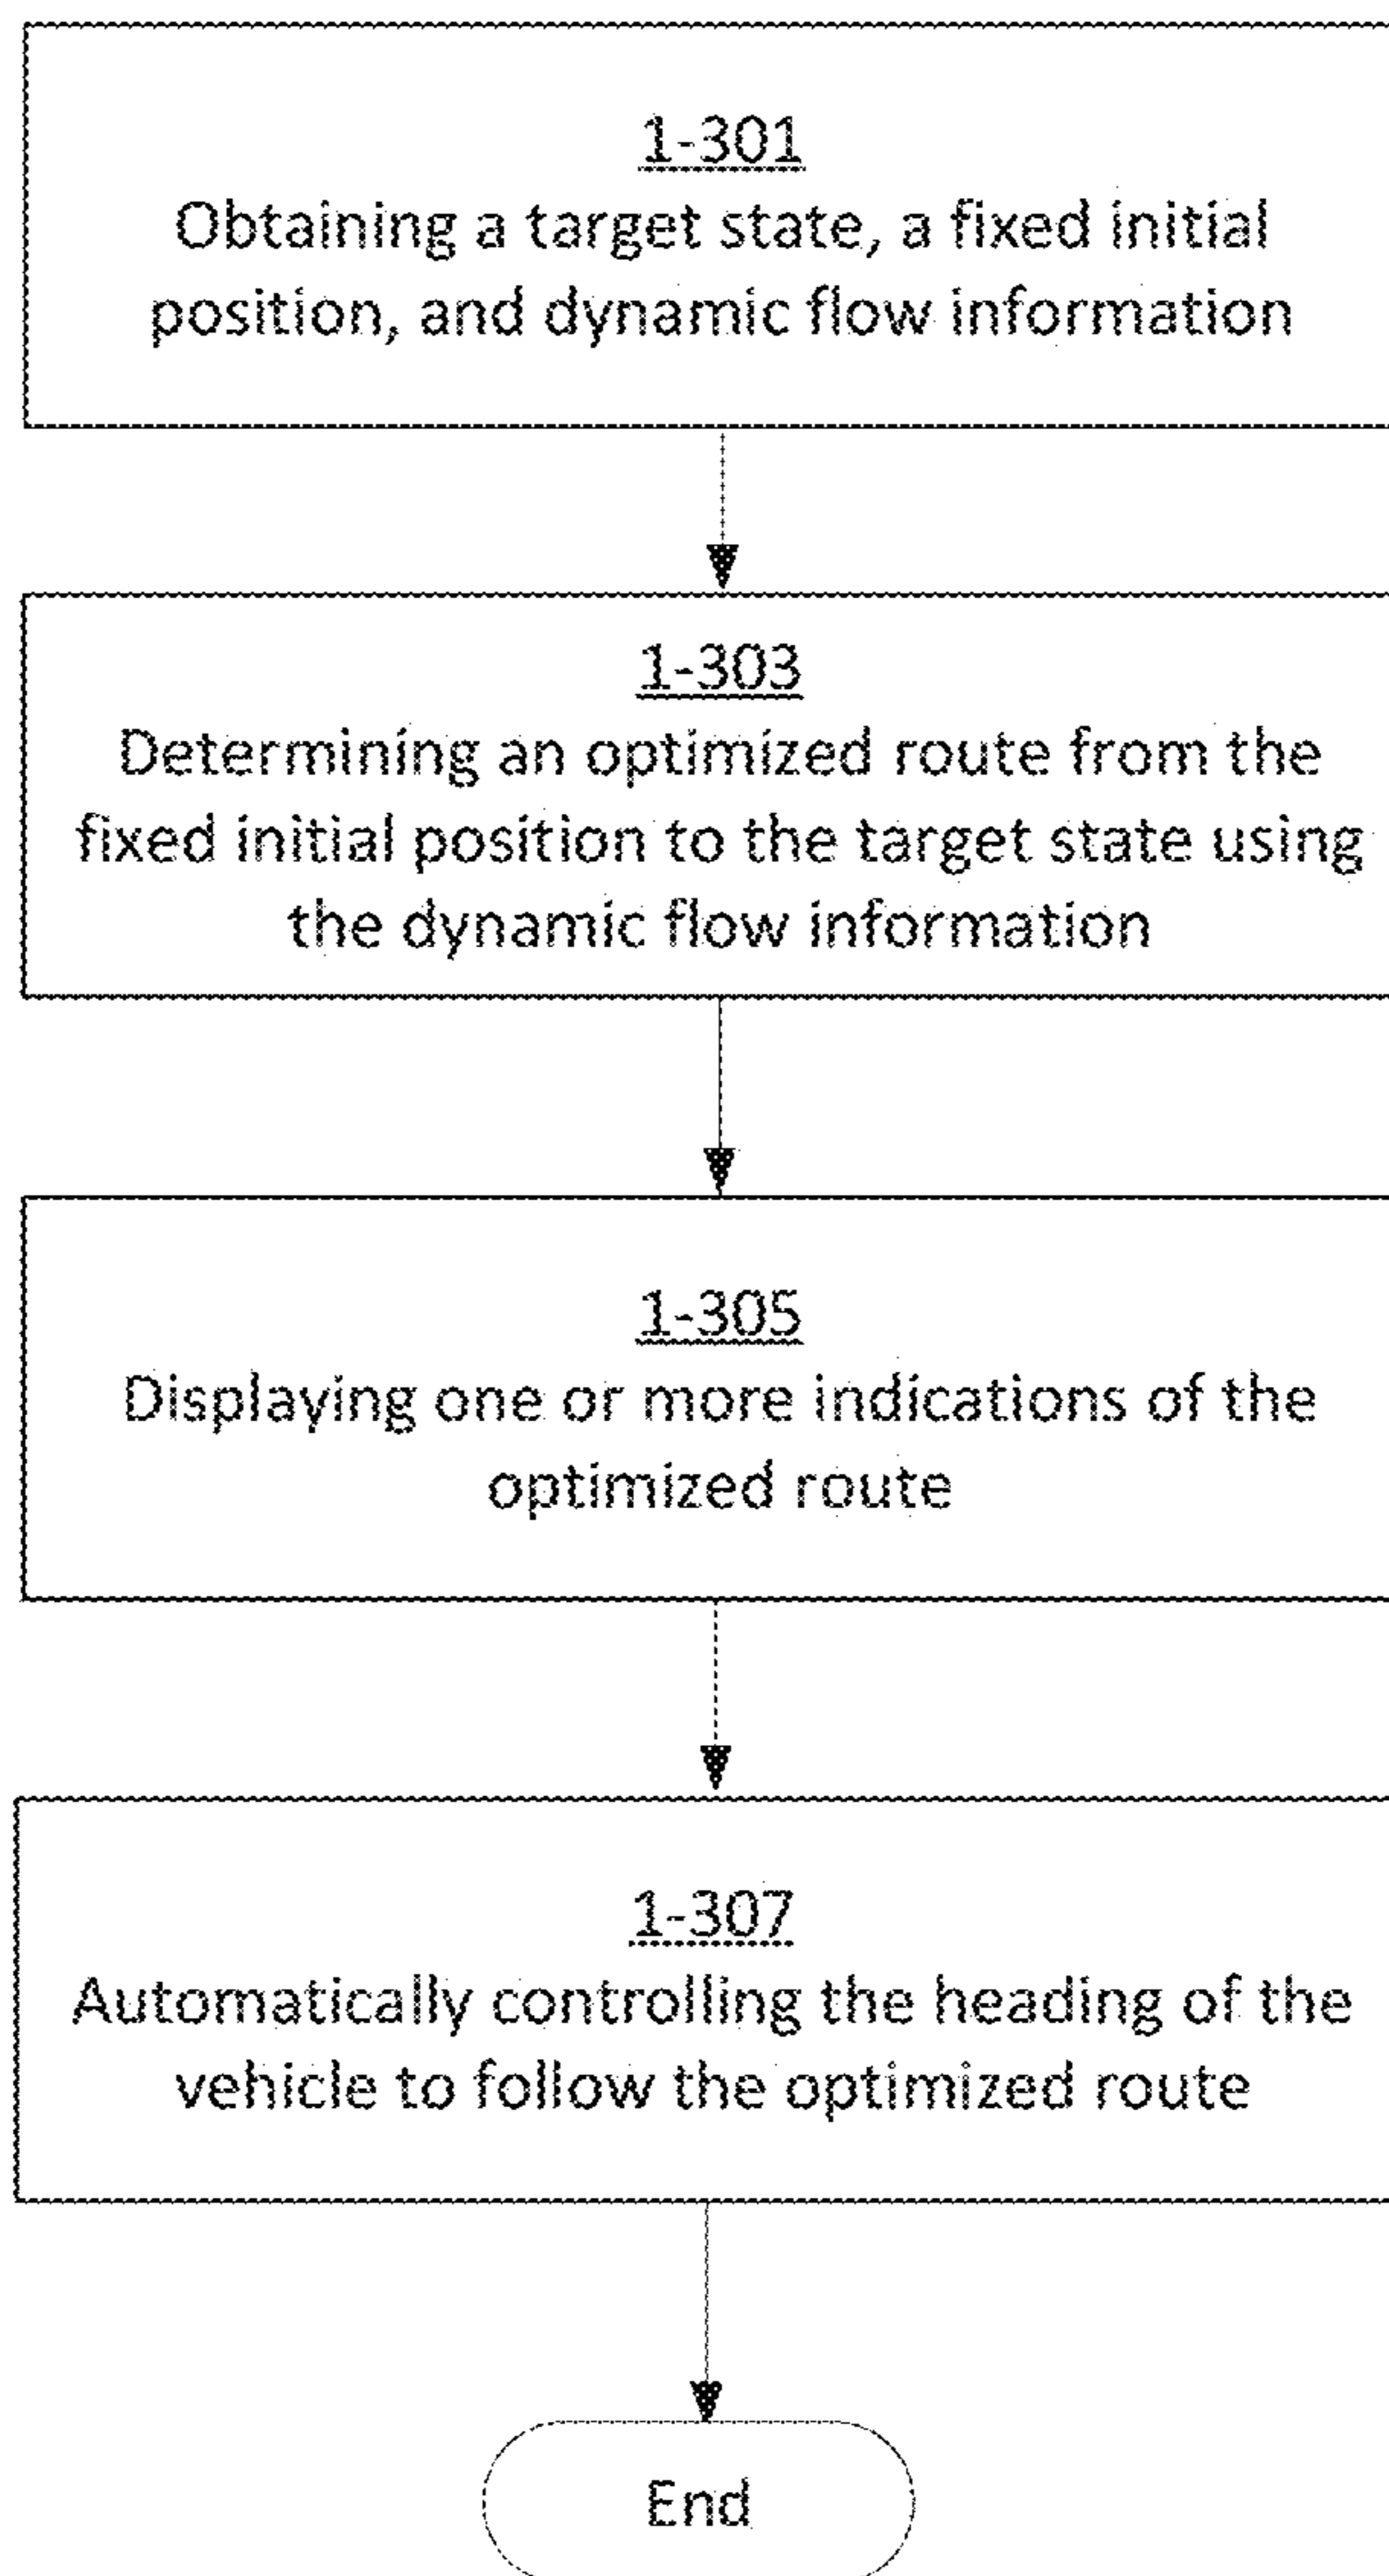 1-301
Obtaining a target state, a fixed initial
position, and dynamic flow information
1-303
Determining an optimized route from the
fixed initial position to the target state using
the dynamic flow information
1-305
Displaying one or more indications of the
optimized route
1-307
Automatically controlling the heading of the
vehicle to follow the optimized route
End